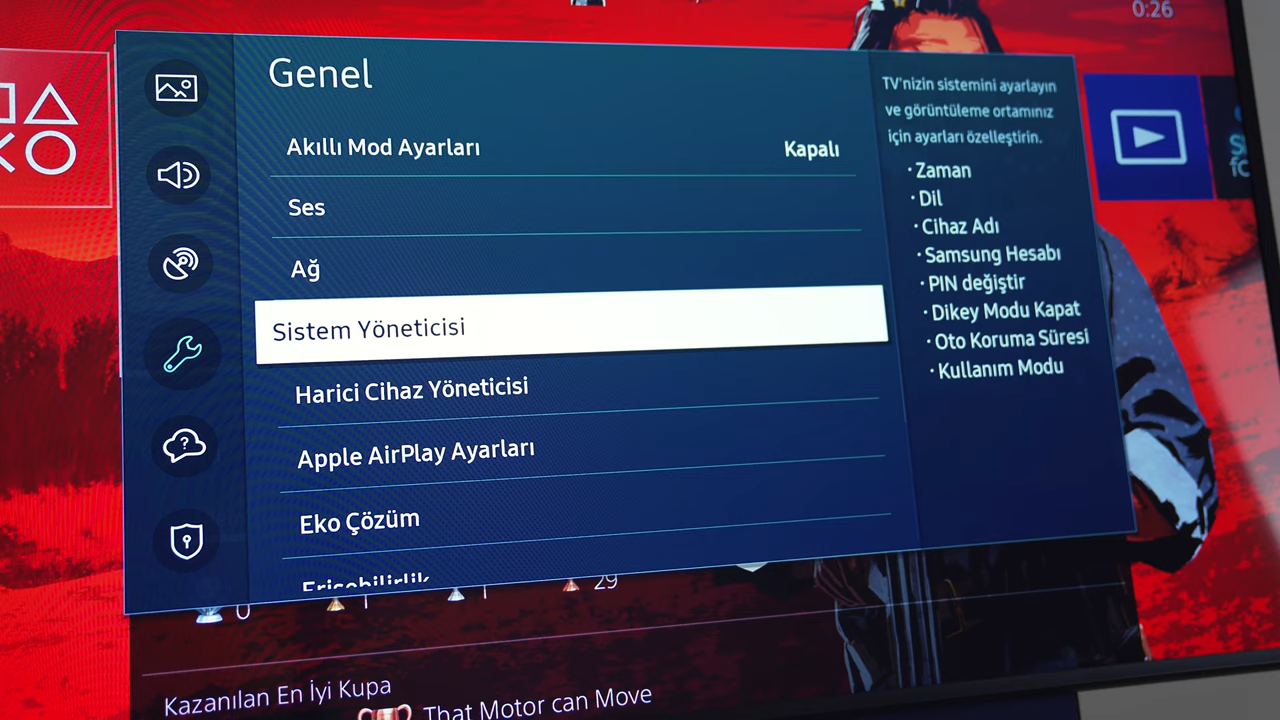 0:26
Genel
Akıllı Mod Ayarları
Kapalı
Ses
Ağ
Sistem Yöneticisi
Harici Cihaz Yöneticisi
Apple AirPlay Ayarları
Eko Çözüm
Erişebilirlik
TV'nizin sistemini ayarlayın
ve görüntüleme ortamınız
için ayarları özelleştirin.
· Zaman
· Dil
· Cihaz Adı
· Samsung Hesabı
· PIN değiştir
· Dikey Modu Kapat
· Oto Koruma Süresi
· Kullanım Modu
0
1
1
29
Kazanılan En İyi Kupa
That Motor can Move